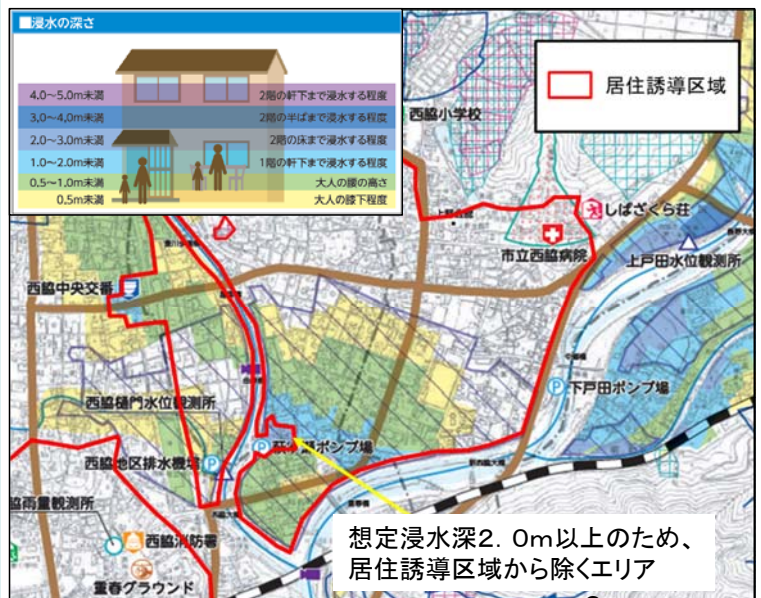 ■浸水の深さ
4.0～5.0m未満 2階の軒下まで浸水する程度
3.0～4.0m未満 2階の半ばまで浸水する程度
2.0～3.0m未満 2階の床まで浸水する程度
1.0～2.0m未満 1階の軒下まで浸水する程度
0.5～1.0m未満 大人の腰の高さ
0.5m未満 大人の膝下程度
居住誘導区域
西脇小学校
しばざくら荘
市立西脇病院
上戸田水位観測所
西脇中央交番
下戸田ポンプ場
西脇樋門水位観測所
ポンプ場
西脇地区排水機場
脇雨量観測所
西脇消防署
重春グラウンド
想定浸水深2．0m以上のため、
居住誘導区域から除くエリア